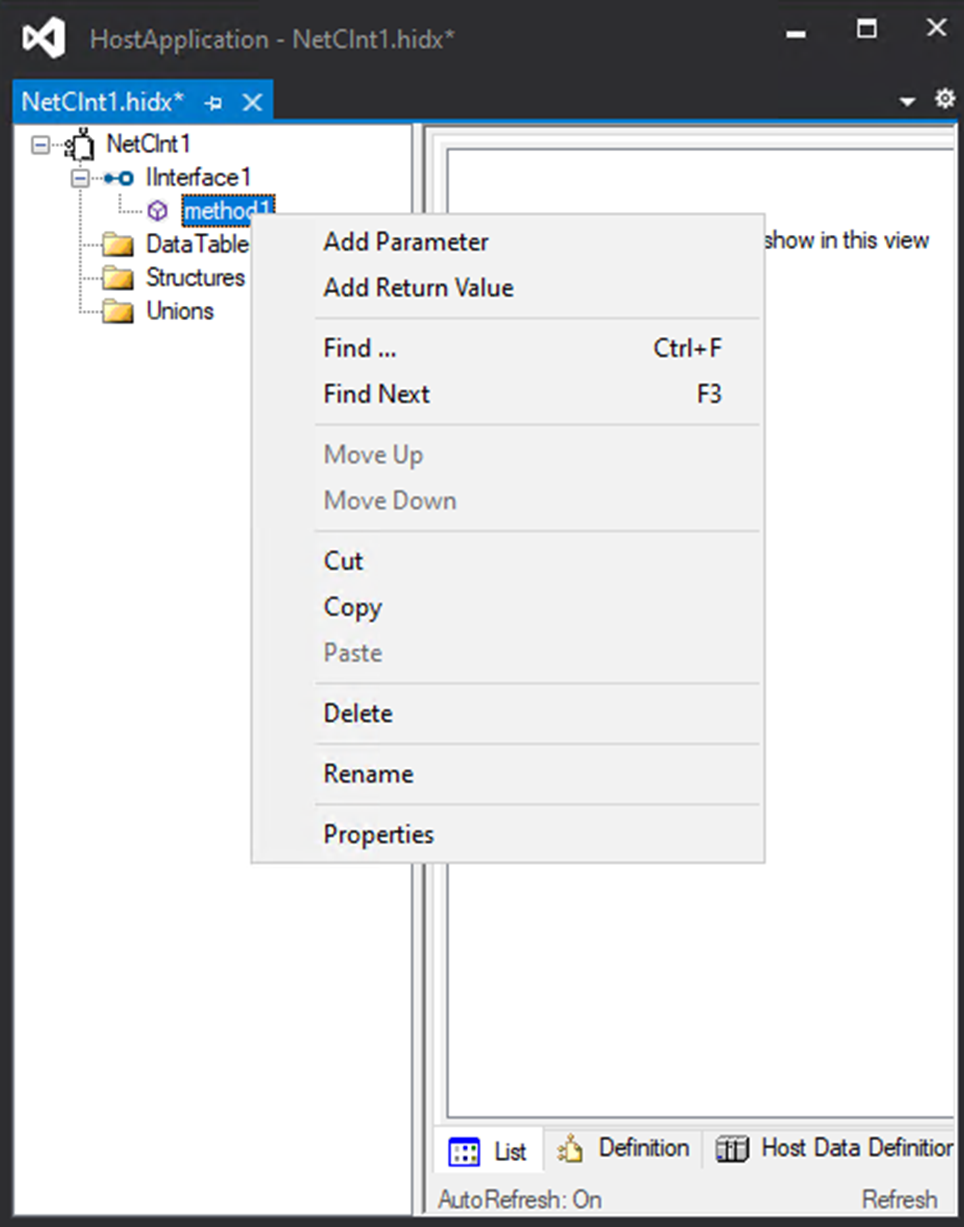 HostApplication - NetClnt1.hidx*
NetClnt1.hidx*
NetClnt1
IInterface1
method1
DataTable
Structures
Unions
show in this view
Add Parameter
Add Return Value
Find ... Ctrl+F
Find Next F3
Move Up
Move Down
Cut
Copy
Paste
Delete
Rename
Properties
List Definition Host Data Definition
AutoRefresh: On Refresh